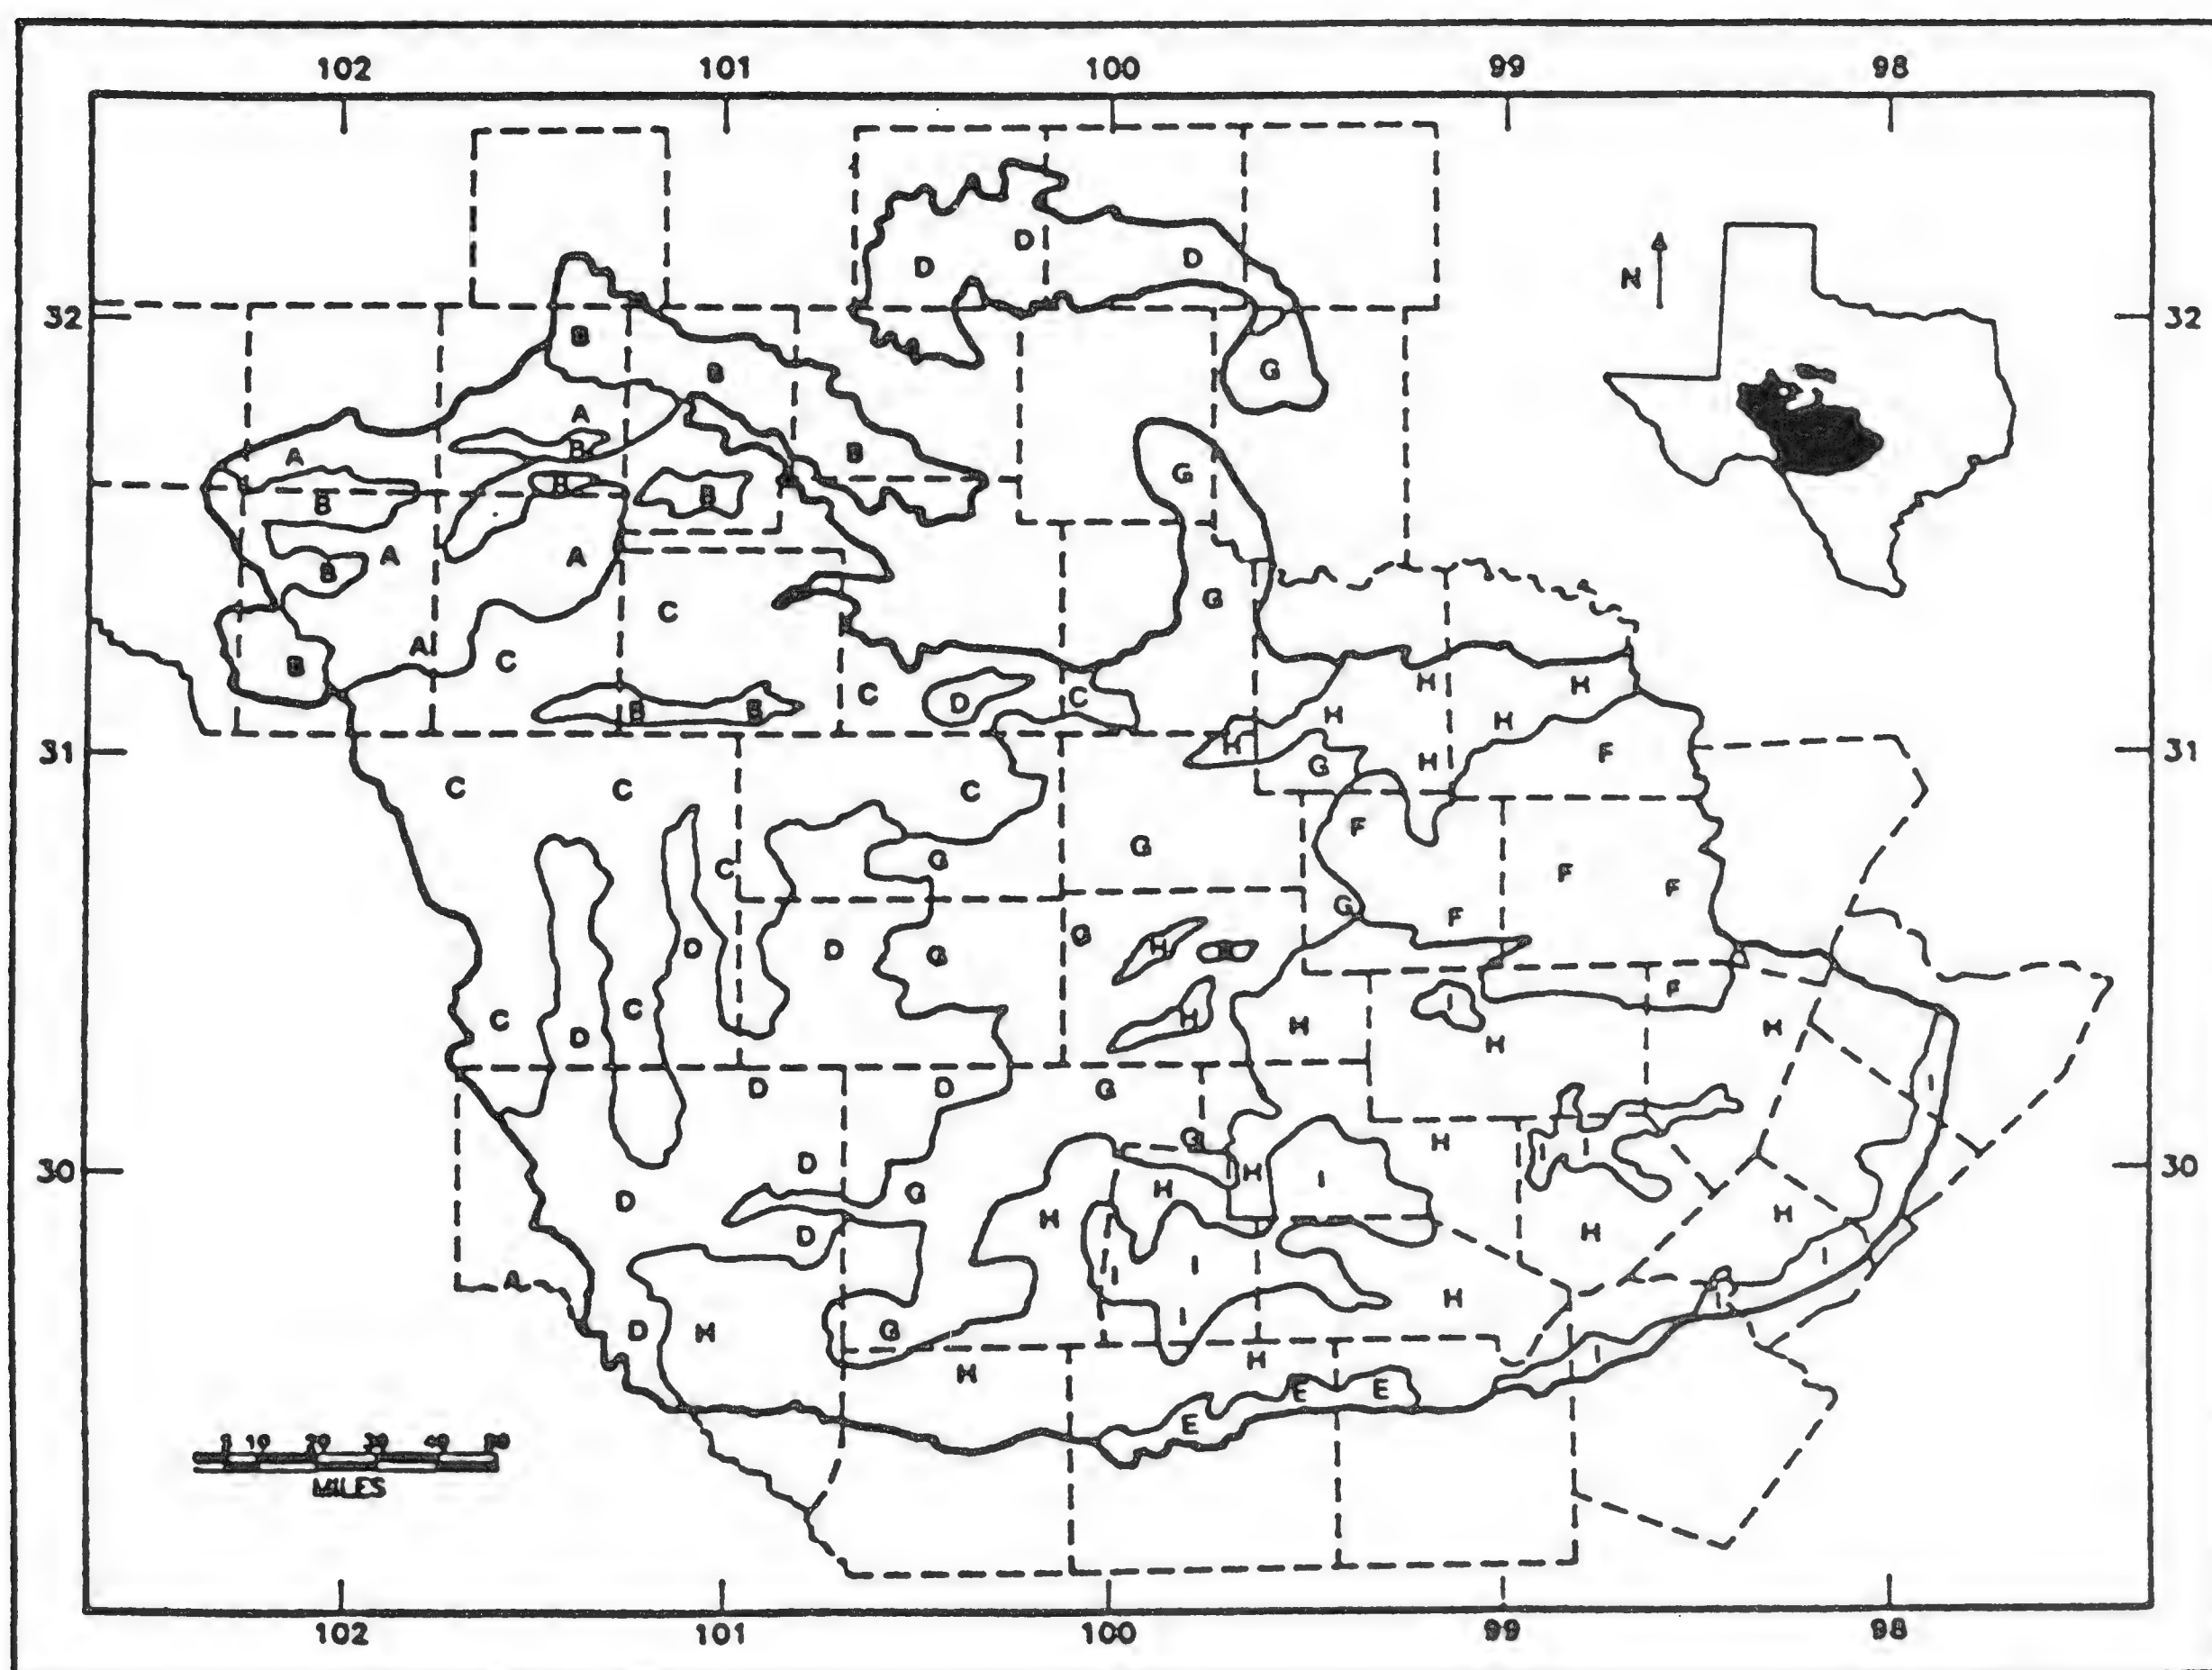 102 101 100 99 98
D
D D
N
32 B 32
B G
A
B B
A G
B B B
A
B A C G
A C
B C D C H H
B B H H
31 H F 31
G H
C C C F
C G G F F
G F
D D G G H
C C D H F H
D H
D D G I
G
30 D H H I H I I 30
D G H H H
D I I I
A H
D H G I I
H H I
E E
E
5 10 20 30 40 50
MILES
102 101 100 99 98